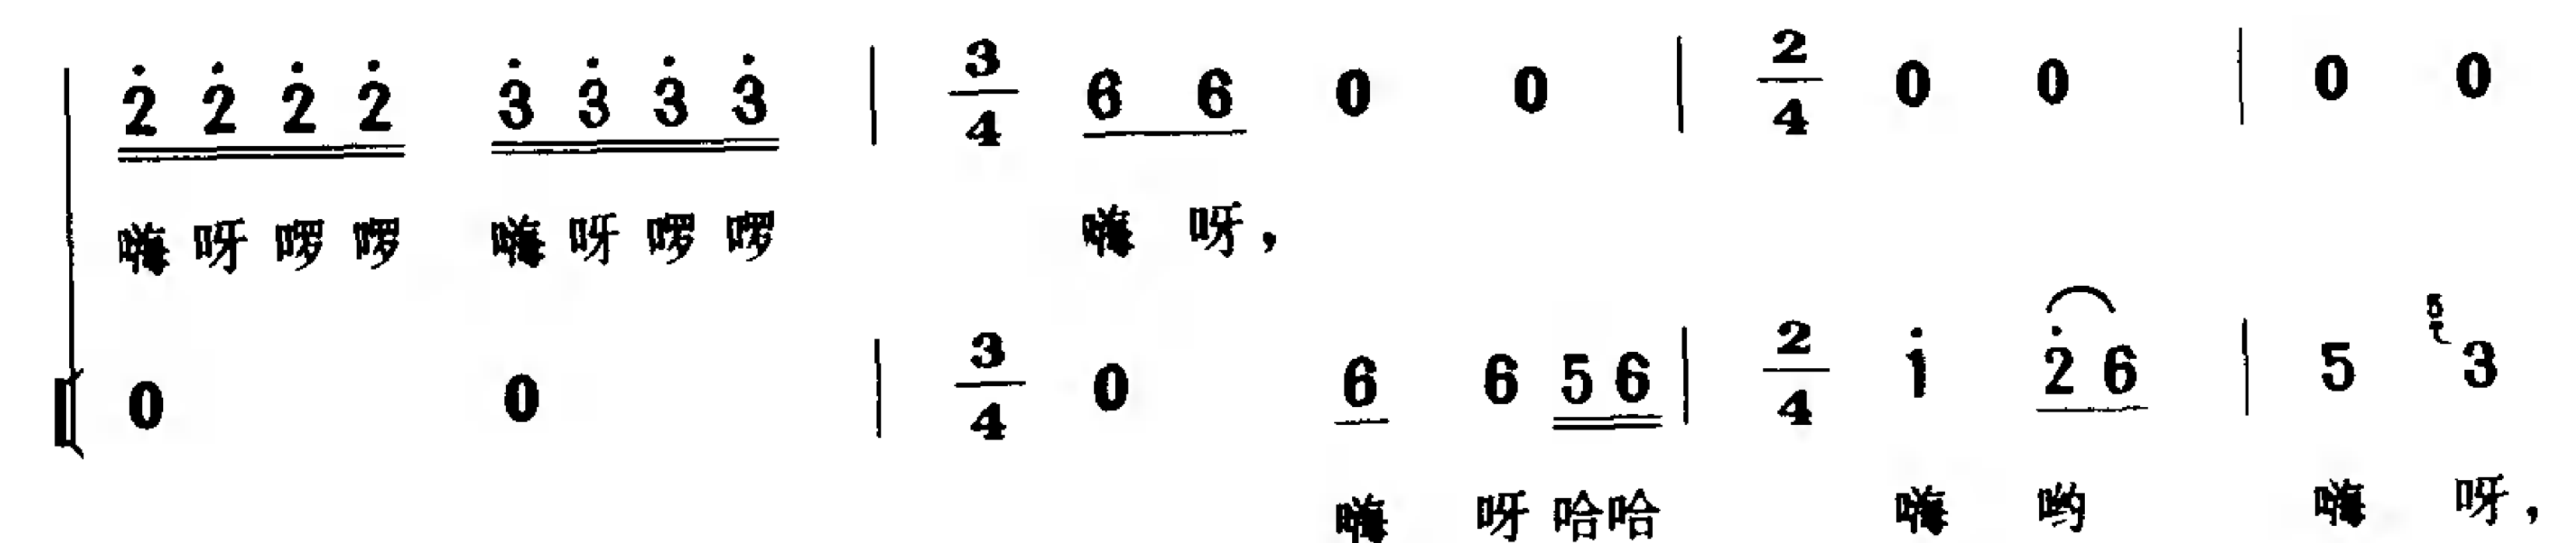 2̇ 2̇ 2̇ 2̇ 3̇ 3̇ 3̇ 3̇ | 3/4 6 6 0 0 | 2/4 0 0 | 0 0
嗨呀啰啰 嗨呀啰啰 嗨呀，
0 0 | 3/4 0 6 6 5 6 | 2/4 1̇ 2̇ 6 | 5 5 3
嗨 呀哈哈 嗨 哟 嗨 呀，